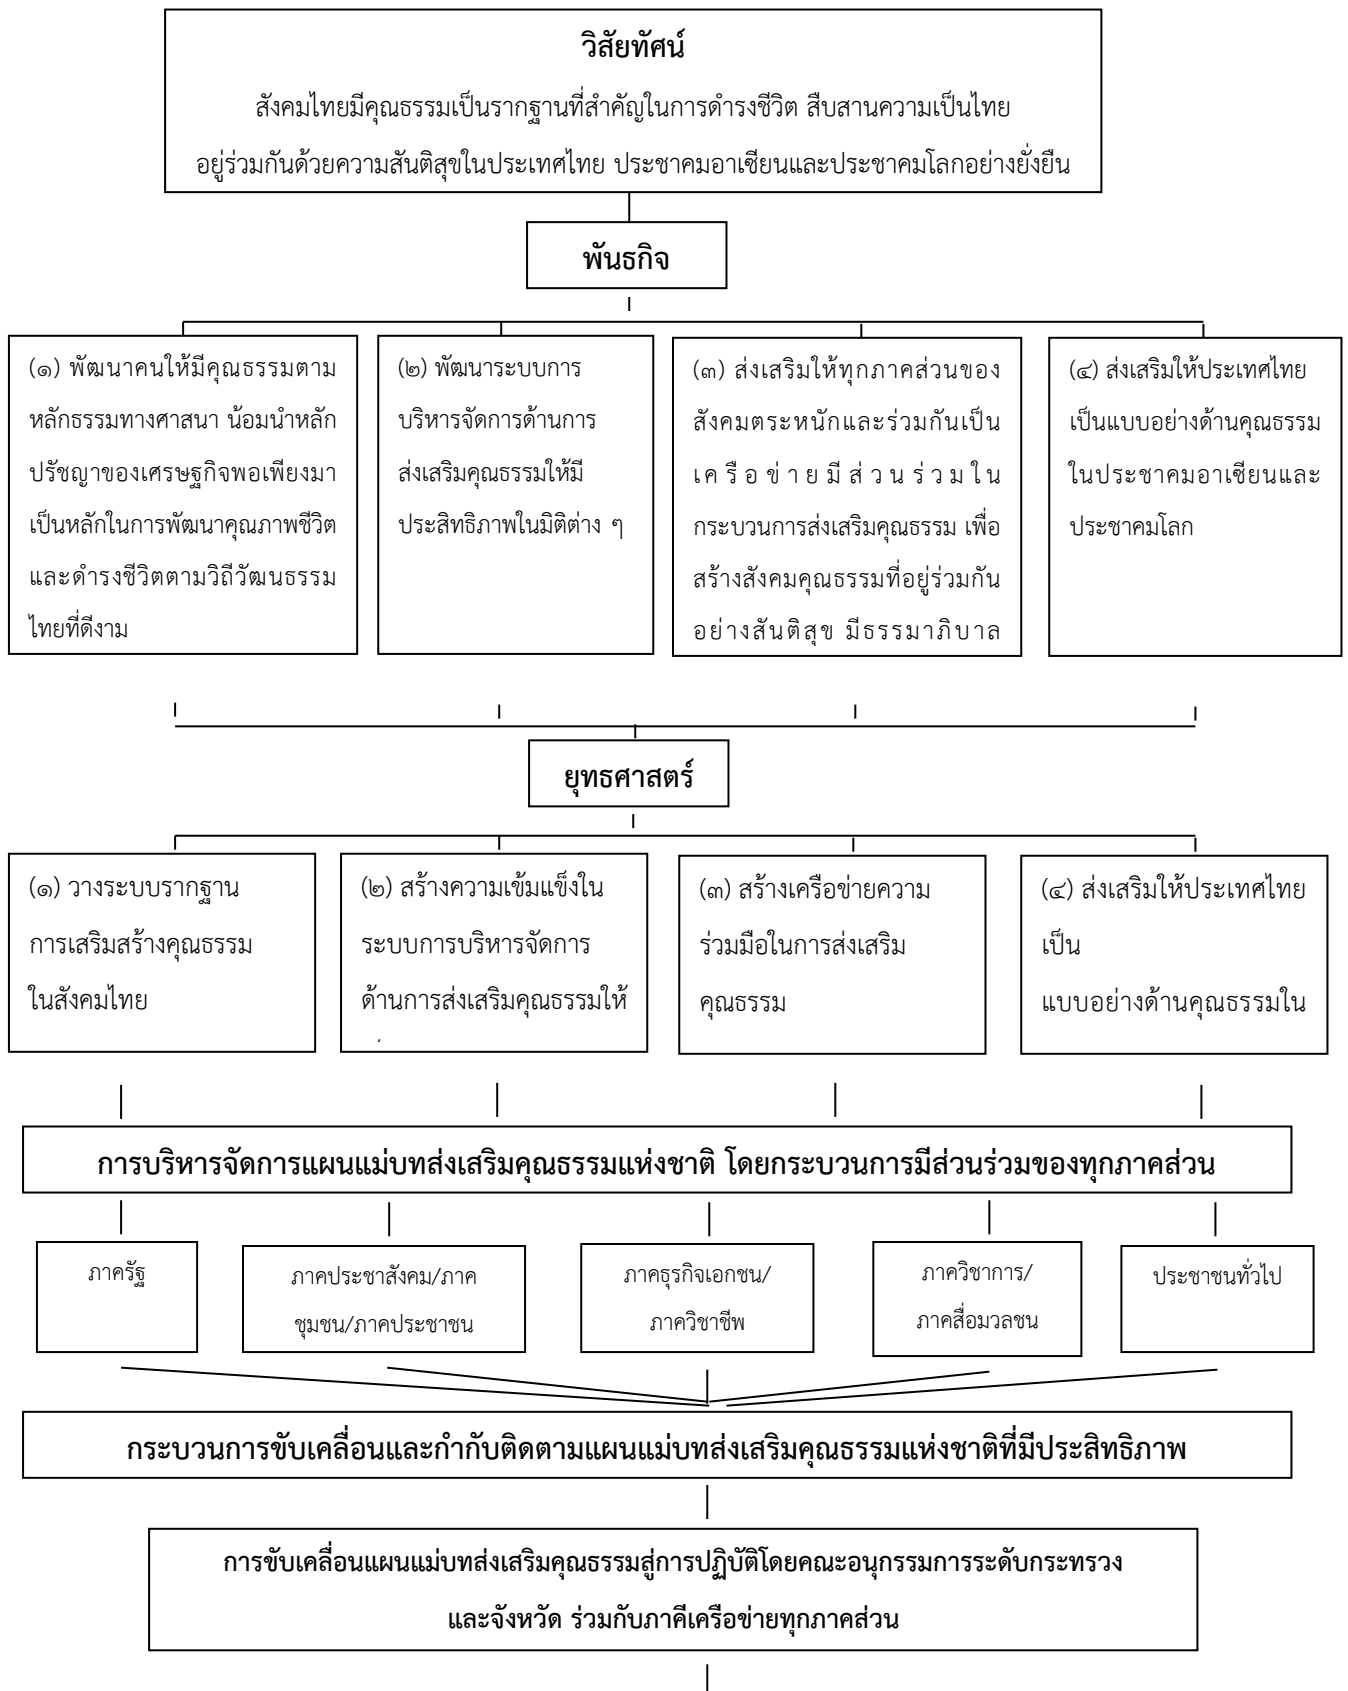 วิสัยทัศน์
สังคมไทยมีคุณธรรมเป็นรากฐานที่สำคัญในการดำรงชีวิต สืบสานความเป็นไทย
อยู่ร่วมกันด้วยความสันติสุขในประเทศไทย ประชาคมอาเซียนและประชาคมโลกอย่างยั่งยืน
พันธกิจ
(๑) พัฒนาคนให้มีคุณธรรมตาม
หลักธรรมทางศาสนา น้อมนำหลัก
ปรัชญาของเศรษฐกิจพอเพียงมา
เป็นหลักในการพัฒนาคุณภาพชีวิต
และดำรงชีวิตตามวิถีวัฒนธรรม
ไทยที่ดีงาม
(๒) พัฒนาระบบการ
บริหารจัดการด้านการ
ส่งเสริมคุณธรรมให้มี
ประสิทธิภาพในมิติต่าง ๆ
(๓) ส่งเสริมให้ทุกภาคส่วนของ
สังคมตระหนักและร่วมกันเป็น
เครือข่ายมีส่วนร่วมใน
กระบวนการส่งเสริมคุณธรรม เพื่อ
สร้างสังคมคุณธรรมที่อยู่ร่วมกัน
อย่างสันติสุข มีธรรมาภิบาล
(๔) ส่งเสริมให้ประเทศไทย
เป็นแบบอย่างด้านคุณธรรม
ในประชาคมอาเซียนและ
ประชาคมโลก
ยุทธศาสตร์
(๑) วางระบบรากฐาน
การเสริมสร้างคุณธรรม
ในสังคมไทย
(๒) สร้างความเข้มแข็งใน
ระบบการบริหารจัดการ
ด้านการส่งเสริมคุณธรรมให้
(๓) สร้างเครือข่ายความ
ร่วมมือในการส่งเสริม
คุณธรรม
(๔) ส่งเสริมให้ประเทศไทย
เป็น
แบบอย่างด้านคุณธรรมใน
การบริหารจัดการแผนแม่บทส่งเสริมคุณธรรมแห่งชาติ โดยกระบวนการมีส่วนร่วมของทุกภาคส่วน
ภาครัฐ
ภาคประชาสังคม/ภาค
ชุมชน/ภาคประชาชน
ภาคธุรกิจเอกชน/
ภาควิชาชีพ
ภาควิชาการ/
ภาคสื่อมวลชน
ประชาชนทั่วไป
กระบวนการขับเคลื่อนและกำกับติดตามแผนแม่บทส่งเสริมคุณธรรมแห่งชาติที่มีประสิทธิภาพ
การขับเคลื่อนแผนแม่บทส่งเสริมคุณธรรมสู่การปฏิบัติโดยคณะอนุกรรมการระดับกระทรวง
และจังหวัด ร่วมกับภาคีเครือข่ายทุกภาคส่วน